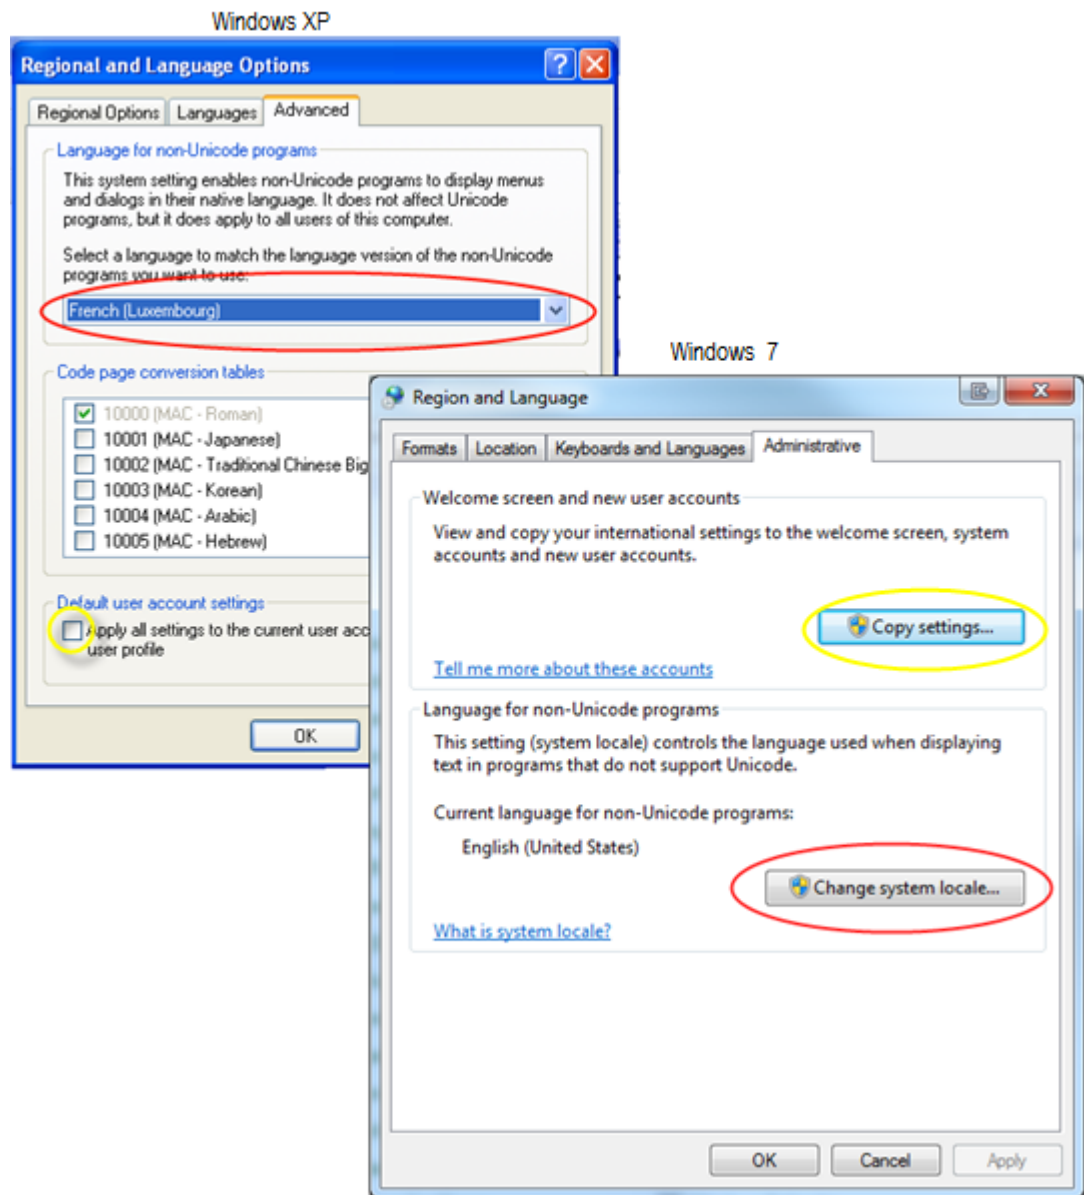 Windows XP
Regional and Language Options
Regional Options
Languages
Advanced
Language for non-Unicode programs
This system setting enables non-Unicode programs to display menus
and dialogs in their native language. It does not affect Unicode
programs, but it does apply to all users of this computer.
Select a language to match the language version of the non-Unicode
programs you want to use:
French (Luxembourg)
Code page conversion tables
10000 (MAC - Roman)
10001 (MAC - Japanese)
10002 (MAC - Traditional Chinese Big
10003 (MAC - Korean)
10004 (MAC - Arabic)
10005 (MAC - Hebrew)
Default user account settings
Apply all settings to the current user acc
user profile
OK
Windows 7
Region and Language
Formats
Location
Keyboards and Languages
Administrative
Welcome screen and new user accounts
View and copy your international settings to the welcome screen, system
accounts and new user accounts.
Copy settings...
Tell me more about these accounts
Language for non-Unicode programs
This setting (system locale) controls the language used when displaying
text in programs that do not support Unicode.
Current language for non-Unicode programs:
English (United States)
Change system locale...
What is system locale?
OK
Cancel
Apply